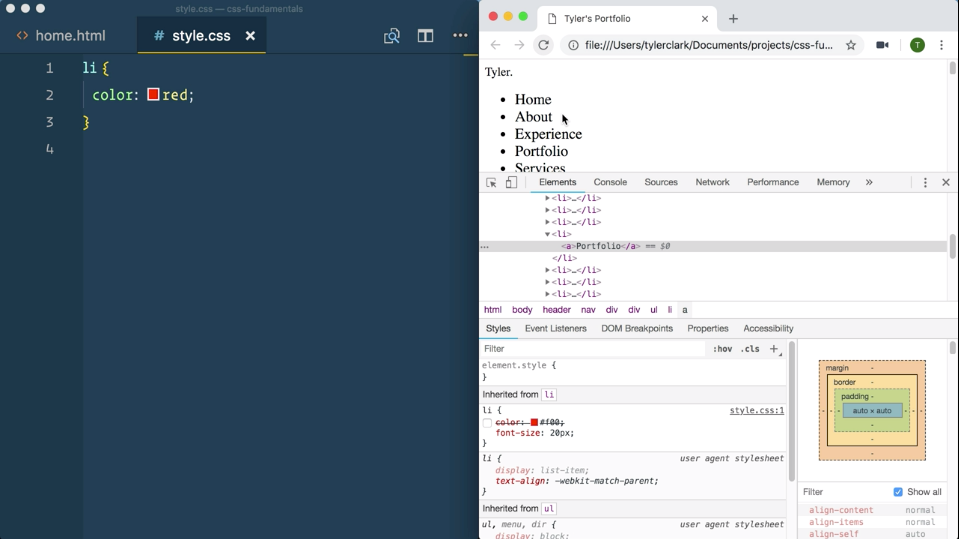 style.css — css-fundamentals
home.html
# style.css ×
1 li {
2 color: red;
3 }
4
Tyler's Portfolio
file:///Users/tylerclark/Documents/projects/css-fu...
T
Tyler.
• Home
• About
• Experience
• Portfolio
• Services
Elements Console Sources Network Performance Memory »
<li>…</li>
<li>…</li>
<li>…</li>
<li>
<a>Portfolio</a> == $0
</li>
<li>…</li>
<li>…</li>
<li>…</li>
html body header nav div div ul li a
Styles Event Listeners DOM Breakpoints Properties Accessibility
Filter :hov .cls +
element.style {
}
Inherited from li
li { style.css:1
color: #f00;
font-size: 20px;
}
li { user agent stylesheet
display: list-item;
text-align: -webkit-match-parent;
}
Inherited from ul
ul, menu, dir { user agent stylesheet
display: block;
margin -
border -
padding -
- - - auto × auto - - -
-
-
-
Filter Show all
align-content normal
align-items normal
align-self auto